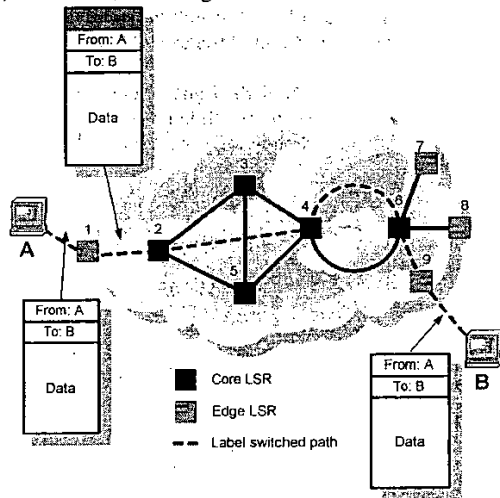 From: A
To: B
Data
A
1
2
3
4
5
6
7
8
9
From: A
To: B
Data
Core LSR
Edge LSR
Label switched path
From: A
To: B
Data
B